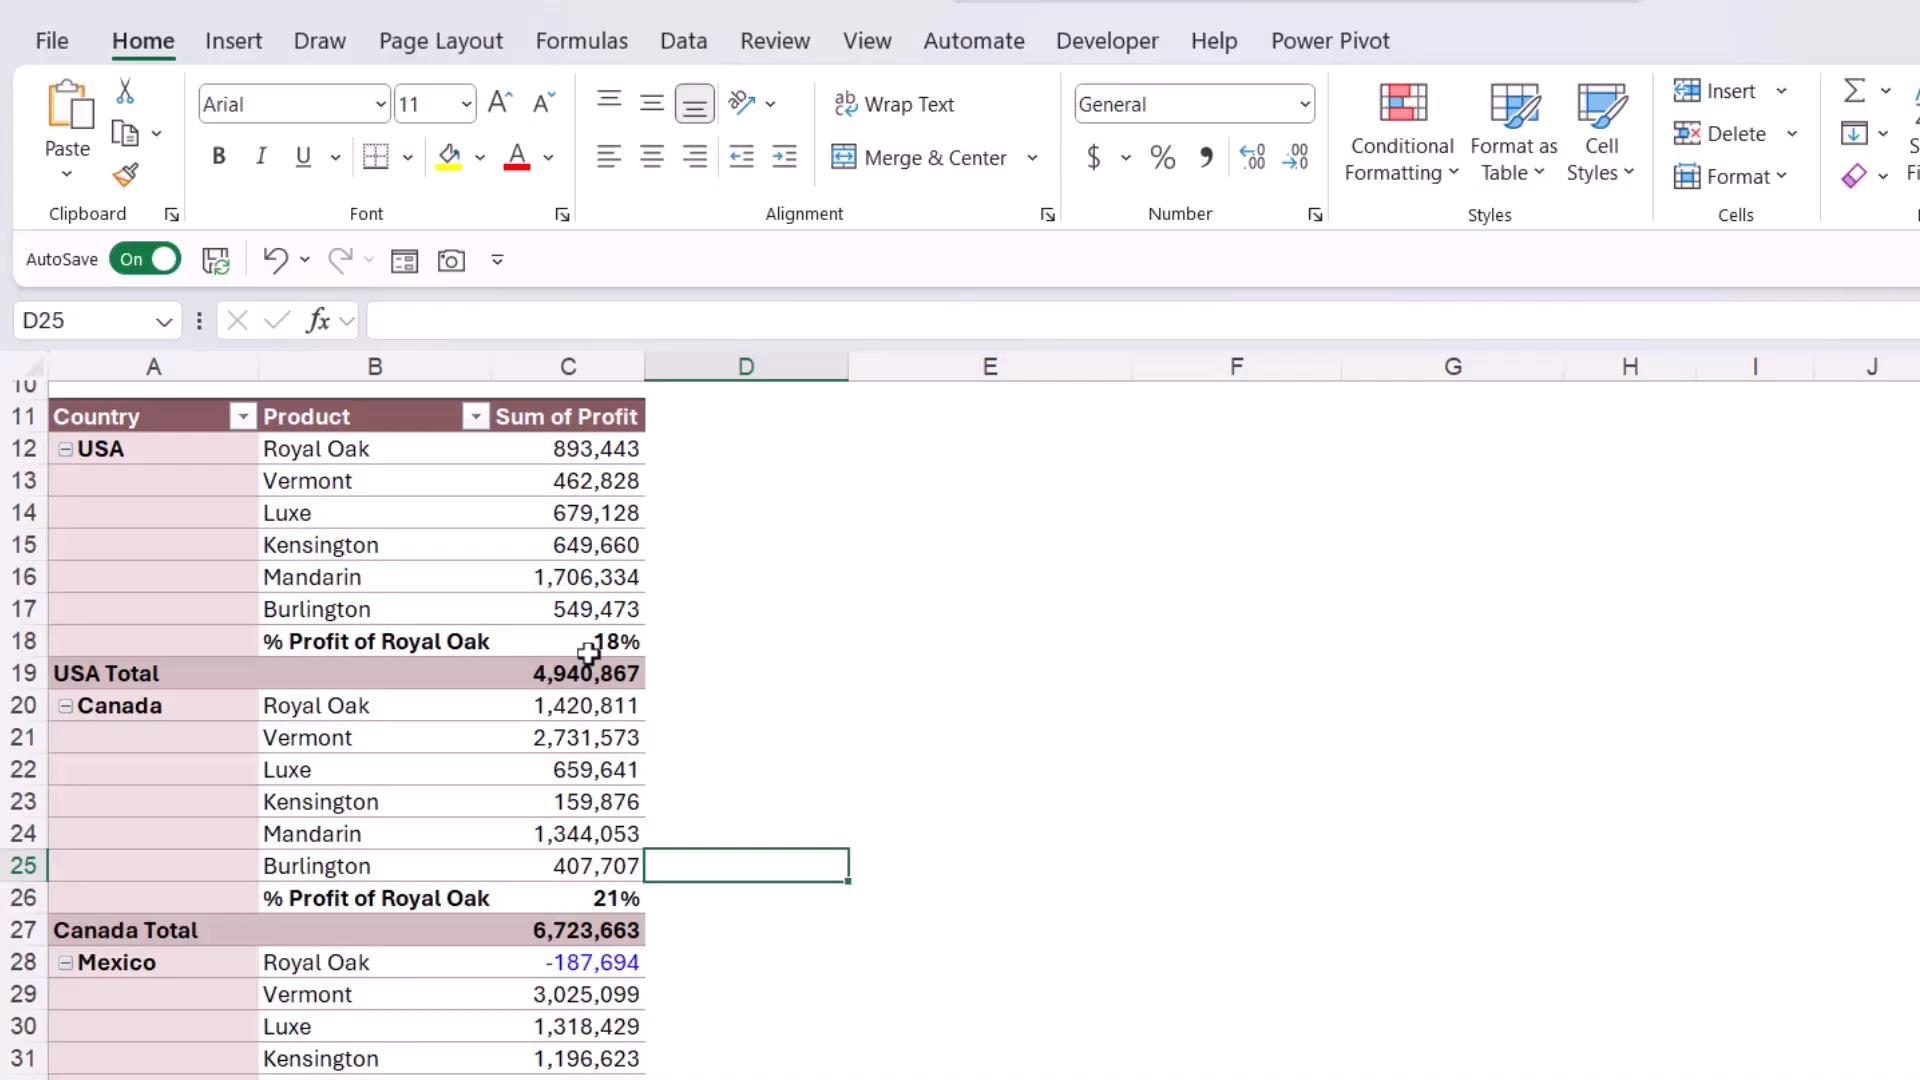 File Home Insert Draw Page Layout Formulas Data Review View Automate Developer Help Power Pivot
Paste
Clipboard
Arial 11
B I U A
Font
ab Wrap Text
Merge & Center
Alignment
General
$ % , .00 .00
Number
Conditional Formatting
Format as Table
Cell Styles
Styles
Insert
Delete
Format
Cells
AutoSave On
D25 fx
A B C D E F G H I J
10
11 Country Product Sum of Profit
12 USA Royal Oak 893,443
13 Vermont 462,828
14 Luxe 679,128
15 Kensington 649,660
16 Mandarin 1,706,334
17 Burlington 549,473
18 % Profit of Royal Oak 18%
19 USA Total 4,940,867
20 Canada Royal Oak 1,420,811
21 Vermont 2,731,573
22 Luxe 659,641
23 Kensington 159,876
24 Mandarin 1,344,053
25 Burlington 407,707
26 % Profit of Royal Oak 21%
27 Canada Total 6,723,663
28 Mexico Royal Oak -187,694
29 Vermont 3,025,099
30 Luxe 1,318,429
31 Kensington 1,196,623